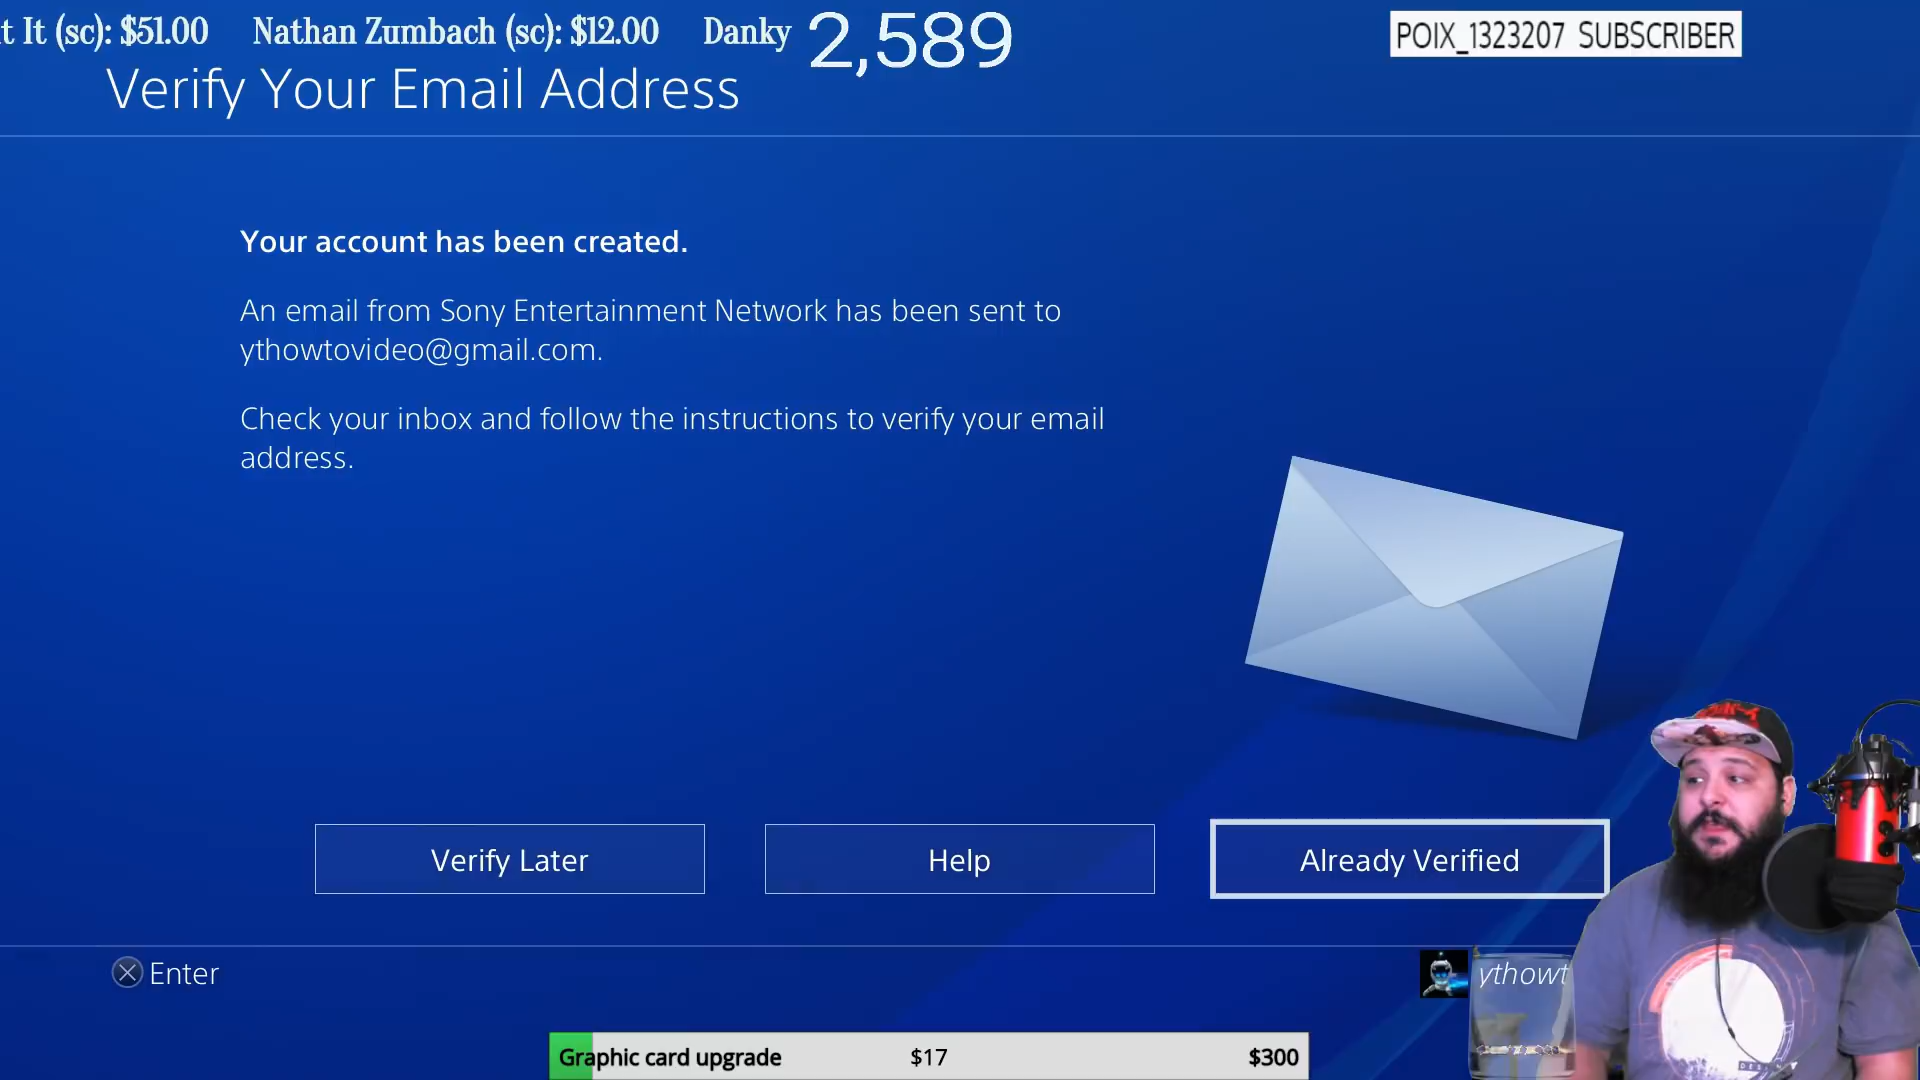 t It (sc): $51.00 Nathan Zumbach (sc): $12.00 Danky
2,589
POIX_1323207 SUBSCRIBER
Verify Your Email Address
Your account has been created.
An email from Sony Entertainment Network has been sent to
ythowtovideo@gmail.com.
Check your inbox and follow the instructions to verify your email
address.
Verify Later
Help
Already Verified
Enter
ythowt
Graphic card upgrade $17 $300